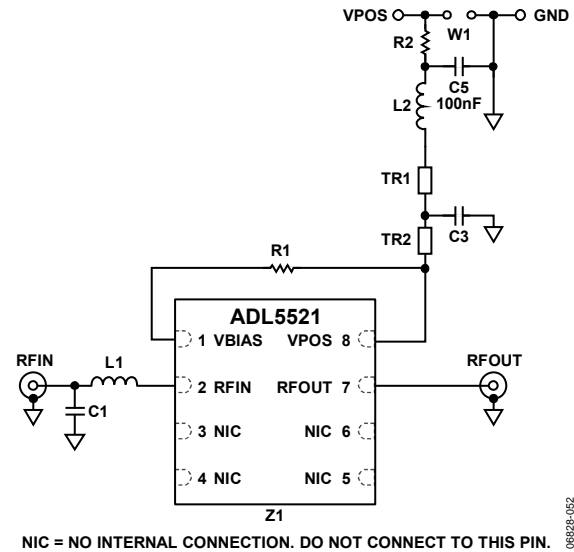 VPOS
W1
GND
R2
C5
100nF
L2
TR1
C3
TR2
R1
ADL5521
1 VBIAS
VPOS 8
RFIN
L1
2 RFIN
RFOUT 7
RFOUT
C1
3 NIC
NIC 6
4 NIC
NIC 5
Z1
NIC = NO INTERNAL CONNECTION. DO NOT CONNECT TO THIS PIN.
06828-052